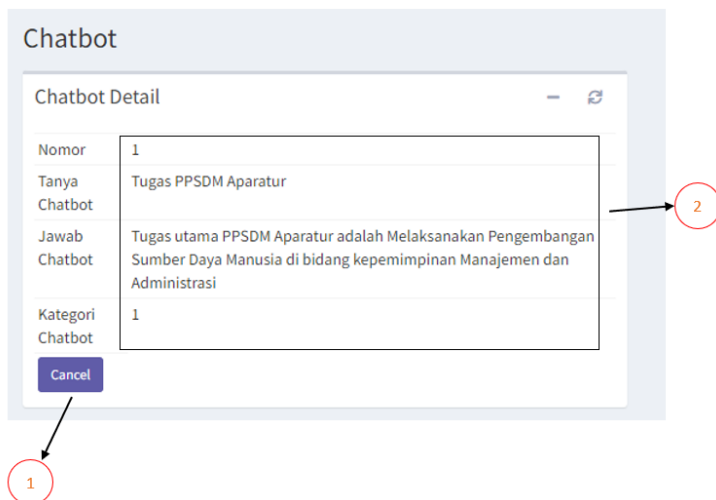 Chatbot
Chatbot Detail
Nomor 1
Tanya Tugas PPSDM Aparatur
Chatbot
Jawab Tugas utama PPSDM Aparatur adalah Melaksanakan Pengembangan
Chatbot Sumber Daya Manusia di bidang kepemimpinan Manajemen dan
Administrasi
Kategori 1
Chatbot
Cancel
2
1